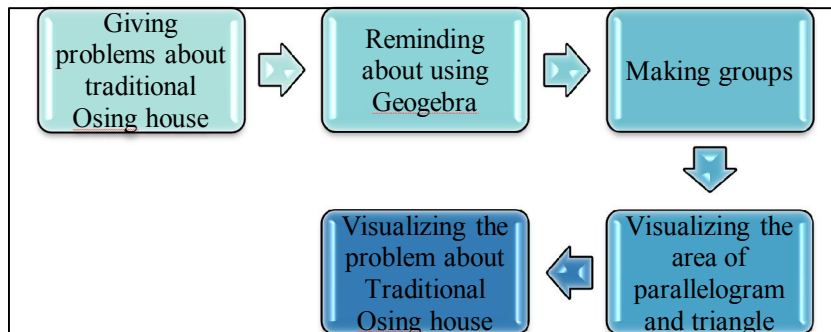 Giving
problems about
traditional
Osing house
Reminding
about using
Geogebra
Making groups
Visualizing the
area of
parallelogram
and triangle
Visualizing the
problem about
Traditional
Osing house